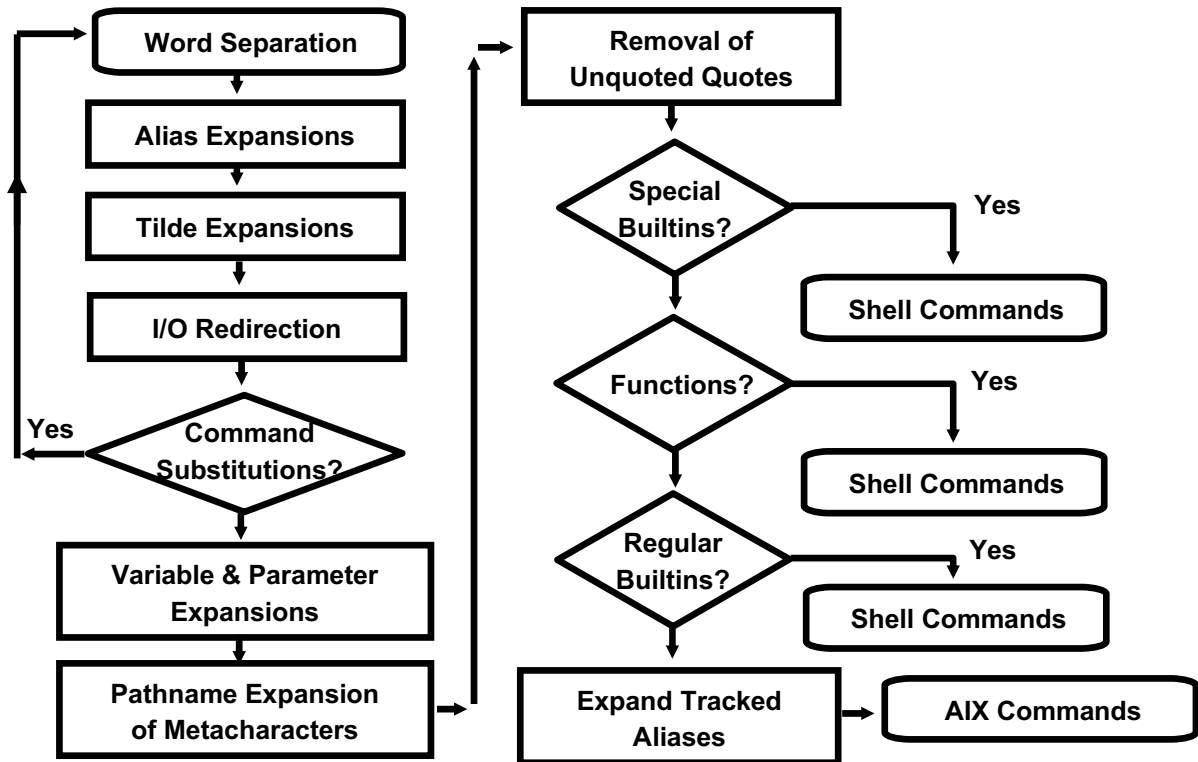 Word Separation
Alias Expansions
Tilde Expansions
I/O Redirection
Yes
Command
Substitutions?
Variable & Parameter
Expansions
Pathname Expansion
of Metacharacters
Removal of
Unquoted Quotes
Special
Builtins?
Yes
Shell Commands
Functions?
Yes
Shell Commands
Regular
Builtins?
Yes
Shell Commands
Expand Tracked
Aliases
AIX Commands